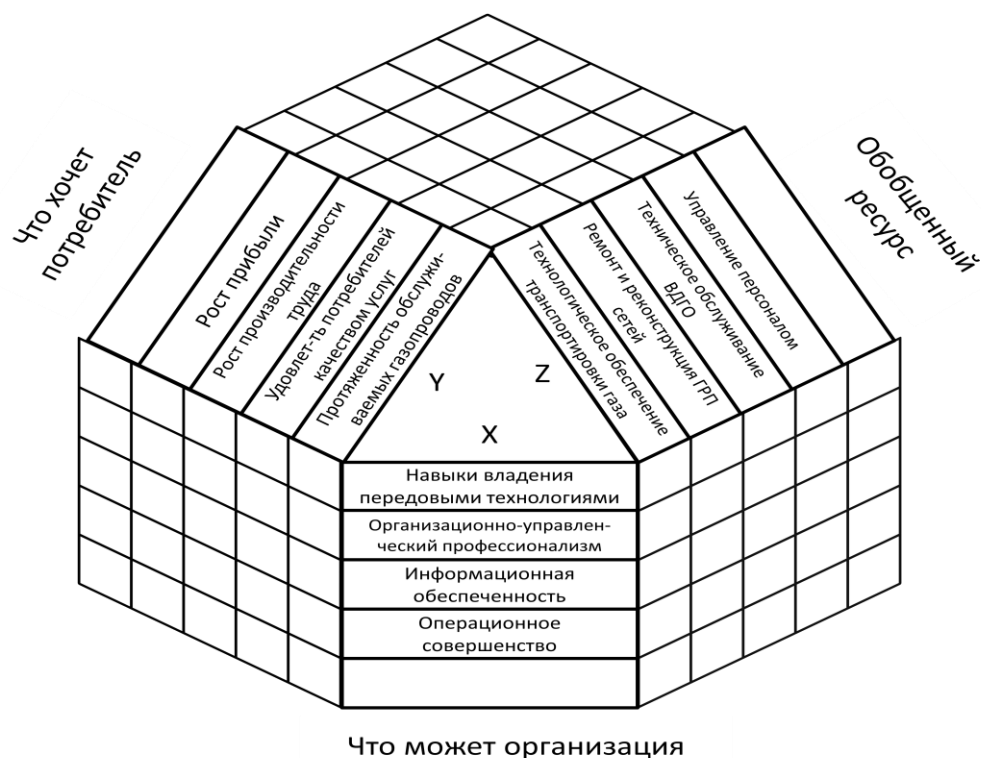 Что хочет
потребитель
Обобщенный
ресурс
Рост прибыли
Рост производительности
труда
Удовлет-ть потребителей
качеством услуг
Протяженность обслужи-
ваемых газопроводов
Технологическое обеспечение
транспортировки газа
Ремонт и реконструкция ГРП
сетей
Техническое обслуживание
ВДГО
Управление персоналом
Y
Z
X
Навыки владения
передовыми технологиями
Организационно-управлен-
ческий профессионализм
Информационная
обеспеченность
Операционное
совершенство
Что может организация